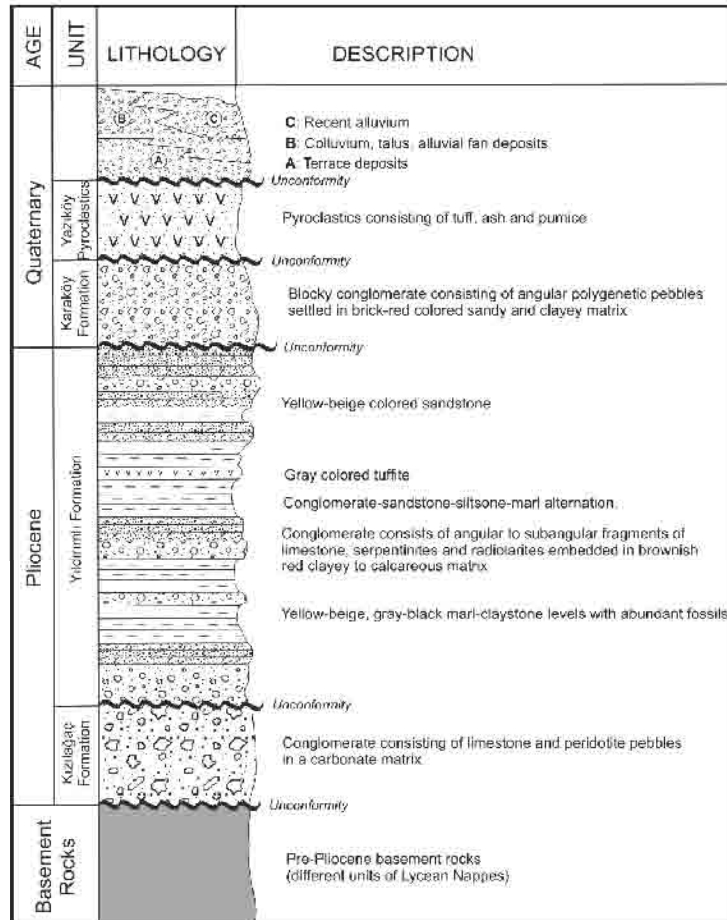 AGE
UNIT
LITHOLOGY
DESCRIPTION
Quaternary
B
C
A
C: Recent alluvium
B: Colluvium, talus, alluvial fan deposits
A: Terrace deposits
Unconformity
Yazıköy
Pyroclastics
V V V V V V
V V V V V
V V V V V V
Pyroclastics consisting of tuff, ash and pumice
Unconformity
Karaköy
Formation
Blocky conglomerate consisting of angular polygenetic pebbles
settled in brick-red colored sandy and clayey matrix
Unconformity
Pliocene
Yıldırımlı Formation
Yellow-beige colored sandstone
Gray colored tuffite
Conglomerate-sandstone-siltsone-marl alternation.
Conglomerate consists of angular to subangular fragments of
limestone, serpentinites and radiolarites embedded in brownish
red clayey to calcareous matrix
Yellow-beige, gray-black marl-claystone levels with abundant fossils
Unconformity
Kızılağaç
Formation
Conglomerate consisting of limestone and peridotite pebbles
in a carbonate matrix
Unconformity
Basement
Rocks
Pre-Pliocene basement rocks
(different units of Lycean Nappes)